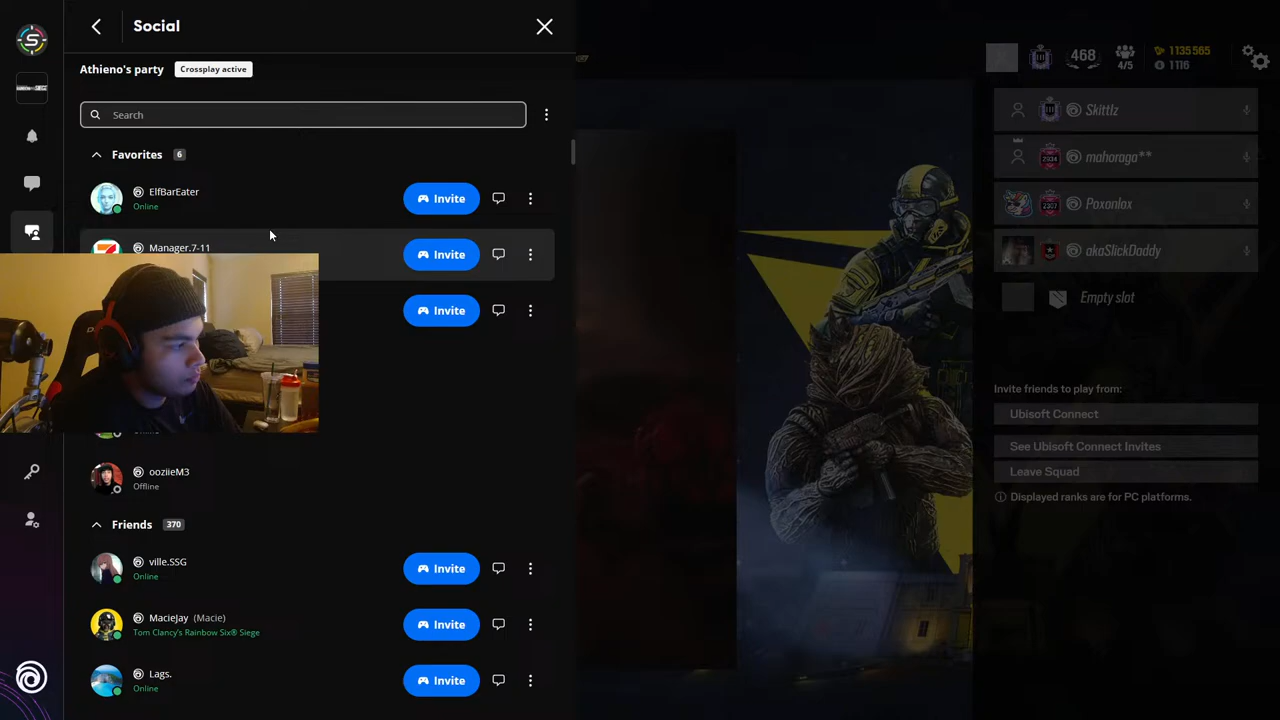 Social
Athieno's party
Crossplay active
Search
Favorites 6
ElfBarEater
Online
Invite
Manager.7-11
Invite
Invite
ooziieM3
Offline
Friends 370
ville.SSG
Online
Invite
MacieJay (Macie)
Tom Clancy's Rainbow Six® Siege
Invite
Lags.
Online
Invite
468
4/5
1135565
1116
Skittlz
mahoraga**
Poxonlox
akaSlickDaddy
Empty slot
Invite friends to play from:
Ubisoft Connect
See Ubisoft Connect Invites
Leave Squad
Displayed ranks are for PC platforms.